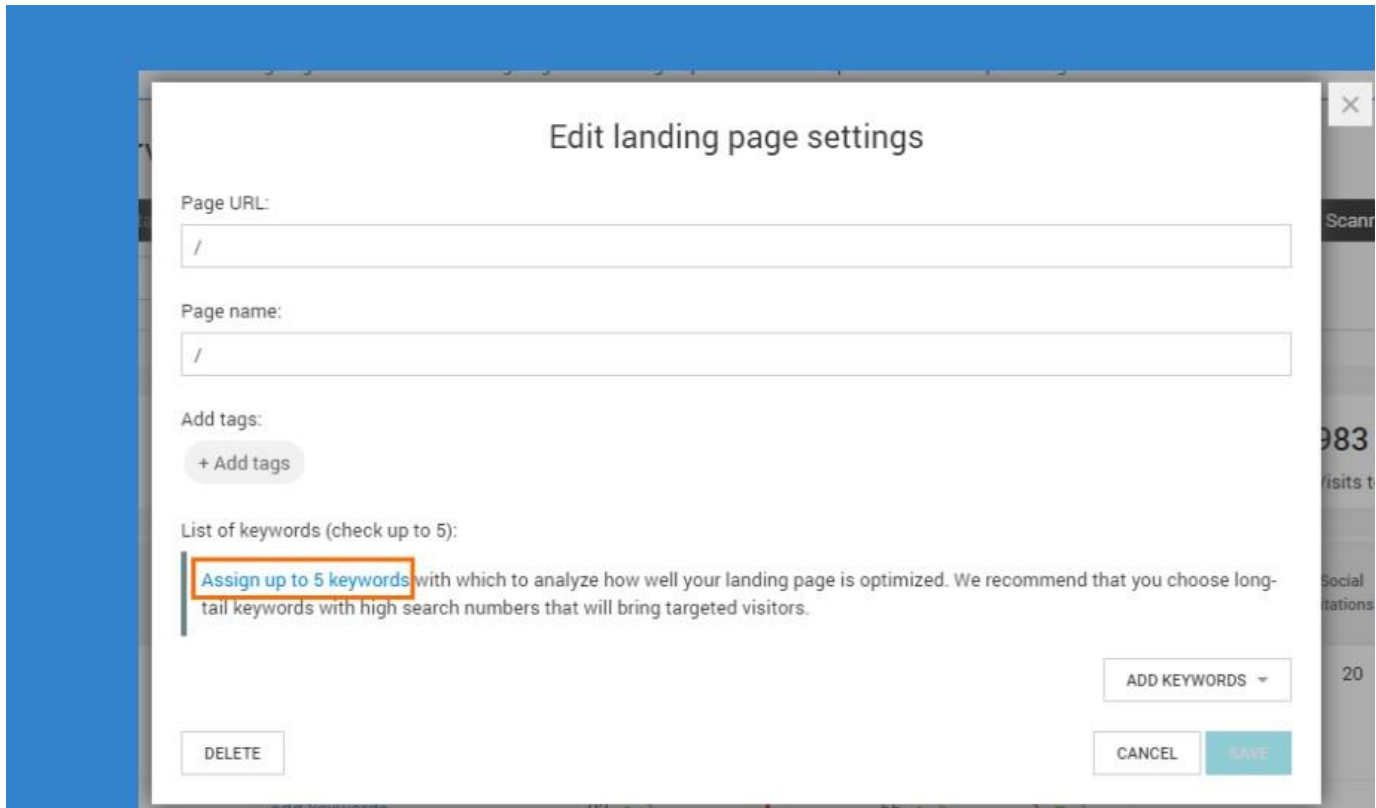 Edit landing page settings
Page URL:
/
Page name:
/
Add tags:
+ Add tags
List of keywords (check up to 5):
Assign up to 5 keywords with which to analyze how well your landing page is optimized. We recommend that you choose long-
tail keywords with high search numbers that will bring targeted visitors.
ADD KEYWORDS
DELETE
CANCEL
SAVE
983
Social
20